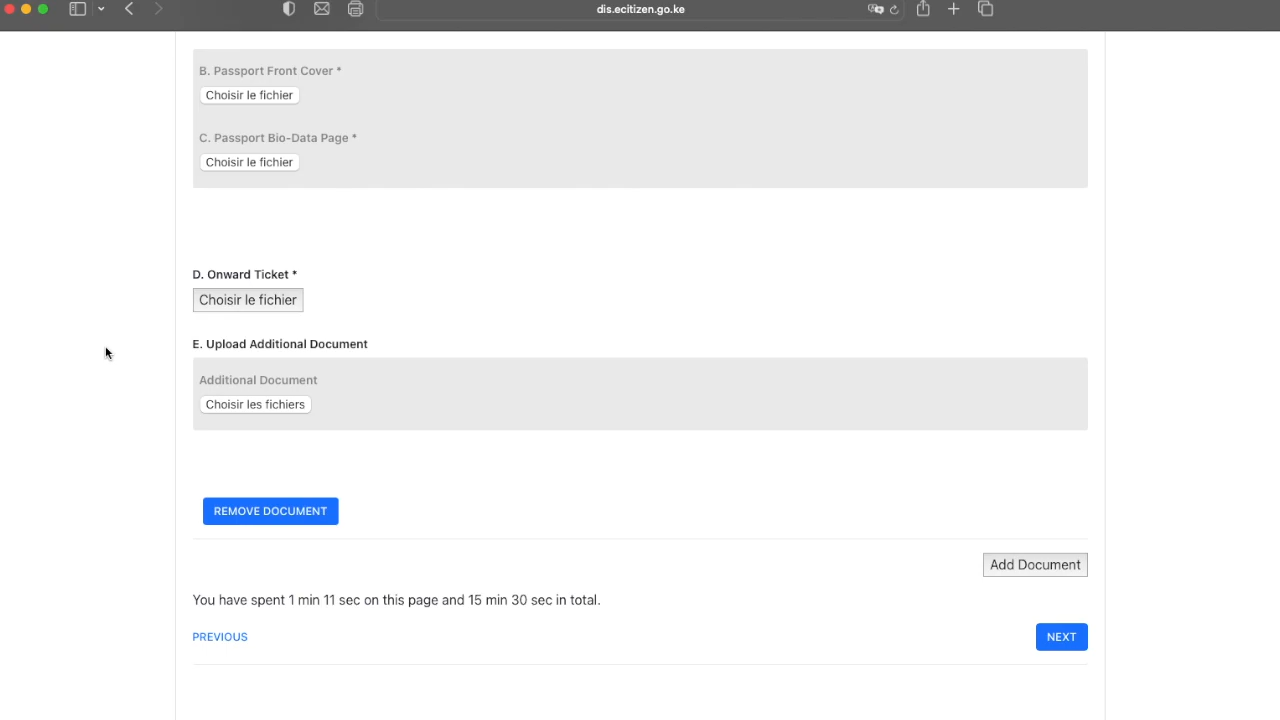 dis.ecitizen.go.ke
B. Passport Front Cover *
Choisir le fichier
C. Passport Bio-Data Page *
Choisir le fichier
D. Onward Ticket *
Choisir le fichier
E. Upload Additional Document
Additional Document
Choisir les fichiers
REMOVE DOCUMENT
Add Document
You have spent 1 min 11 sec on this page and 15 min 30 sec in total.
PREVIOUS
NEXT